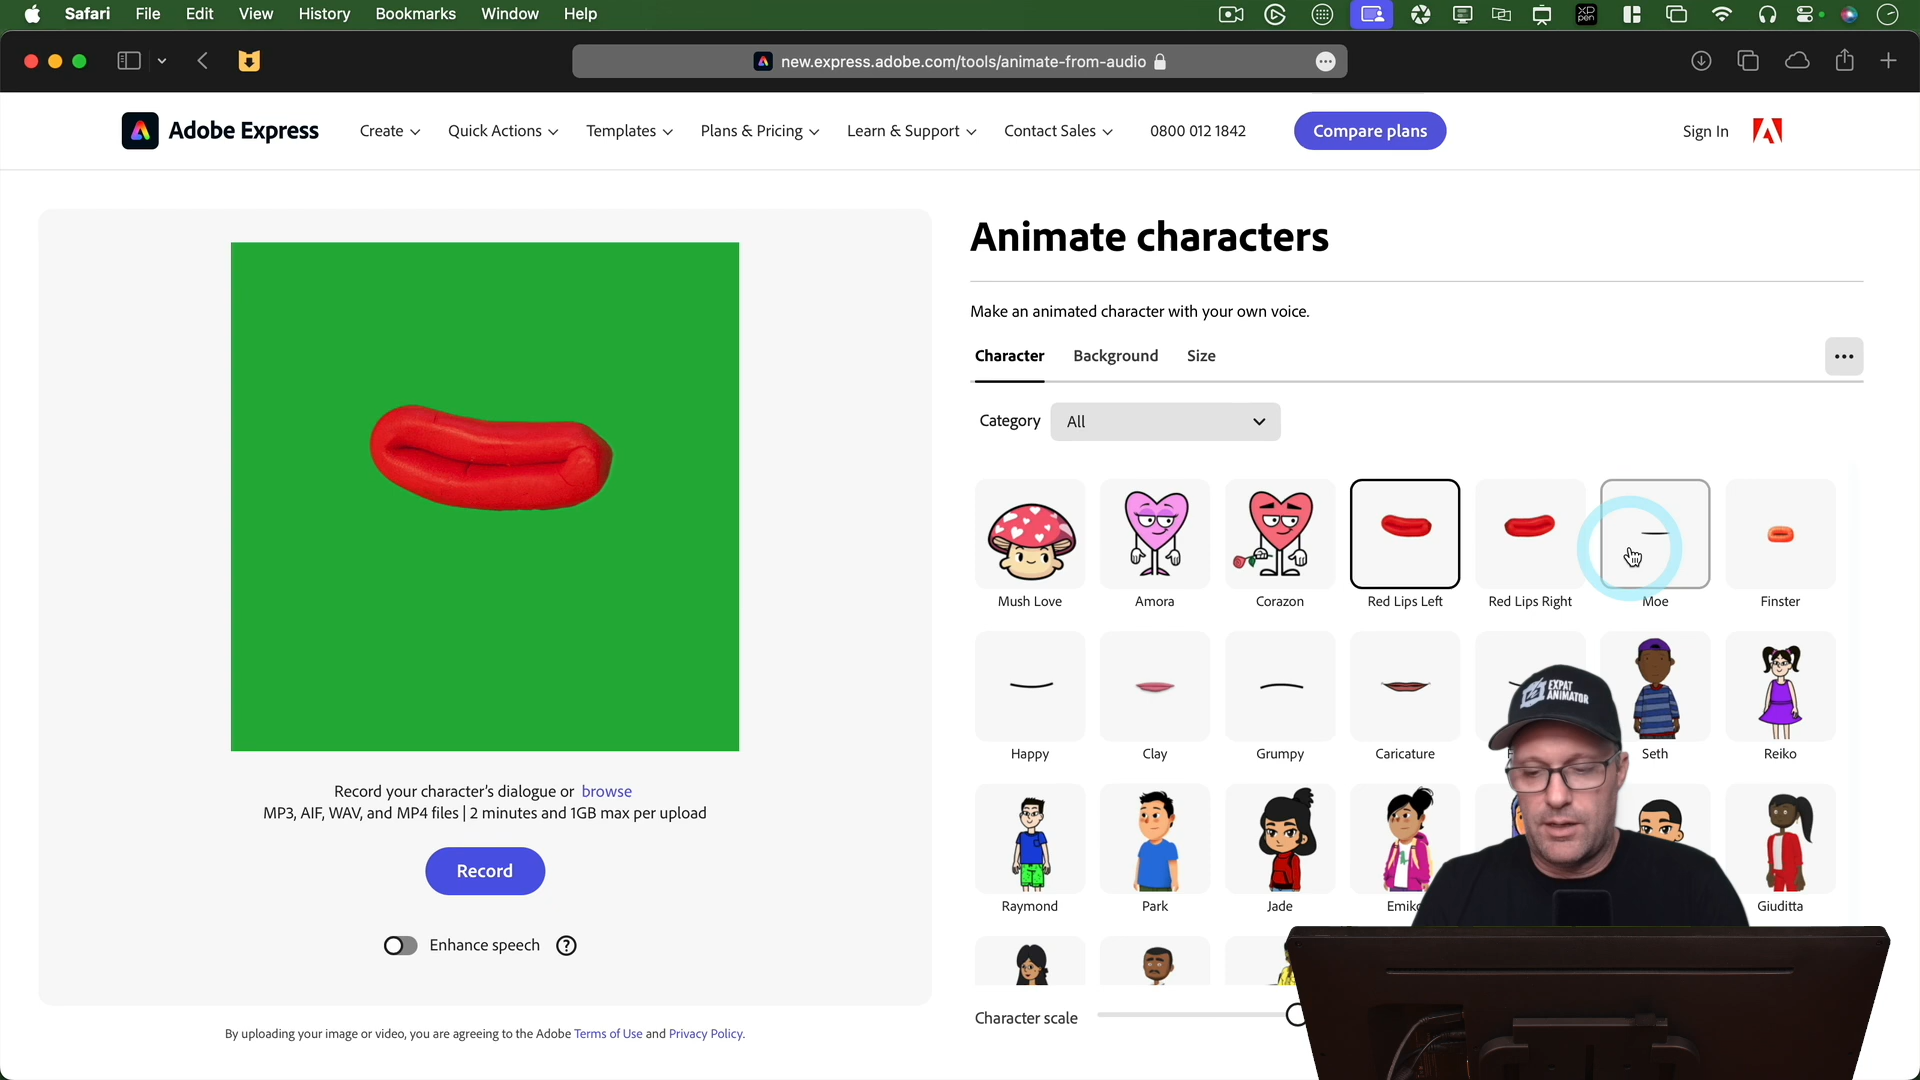 Safari File Edit View History Bookmarks Window Help
new.express.adobe.com/tools/animate-from-audio
Adobe Express
Create
Quick Actions
Templates
Plans & Pricing
Learn & Support
Contact Sales
0800 012 1842
Compare plans
Sign In
Animate characters
Make an animated character with your own voice.
Character
Background
Size
Category
All
Mush Love
Amora
Corazon
Red Lips Left
Red Lips Right
Moe
Finster
Happy
Clay
Grumpy
Caricature
Seth
Reiko
Raymond
Park
Jade
Giuditta
Character scale
Record your character's dialogue or browse
MP3, AIF, WAV, and MP4 files | 2 minutes and 1GB max per upload
Record
Enhance speech
By uploading your image or video, you are agreeing to the Adobe Terms of Use and Privacy Policy.
EXPAT
ANIMATOR